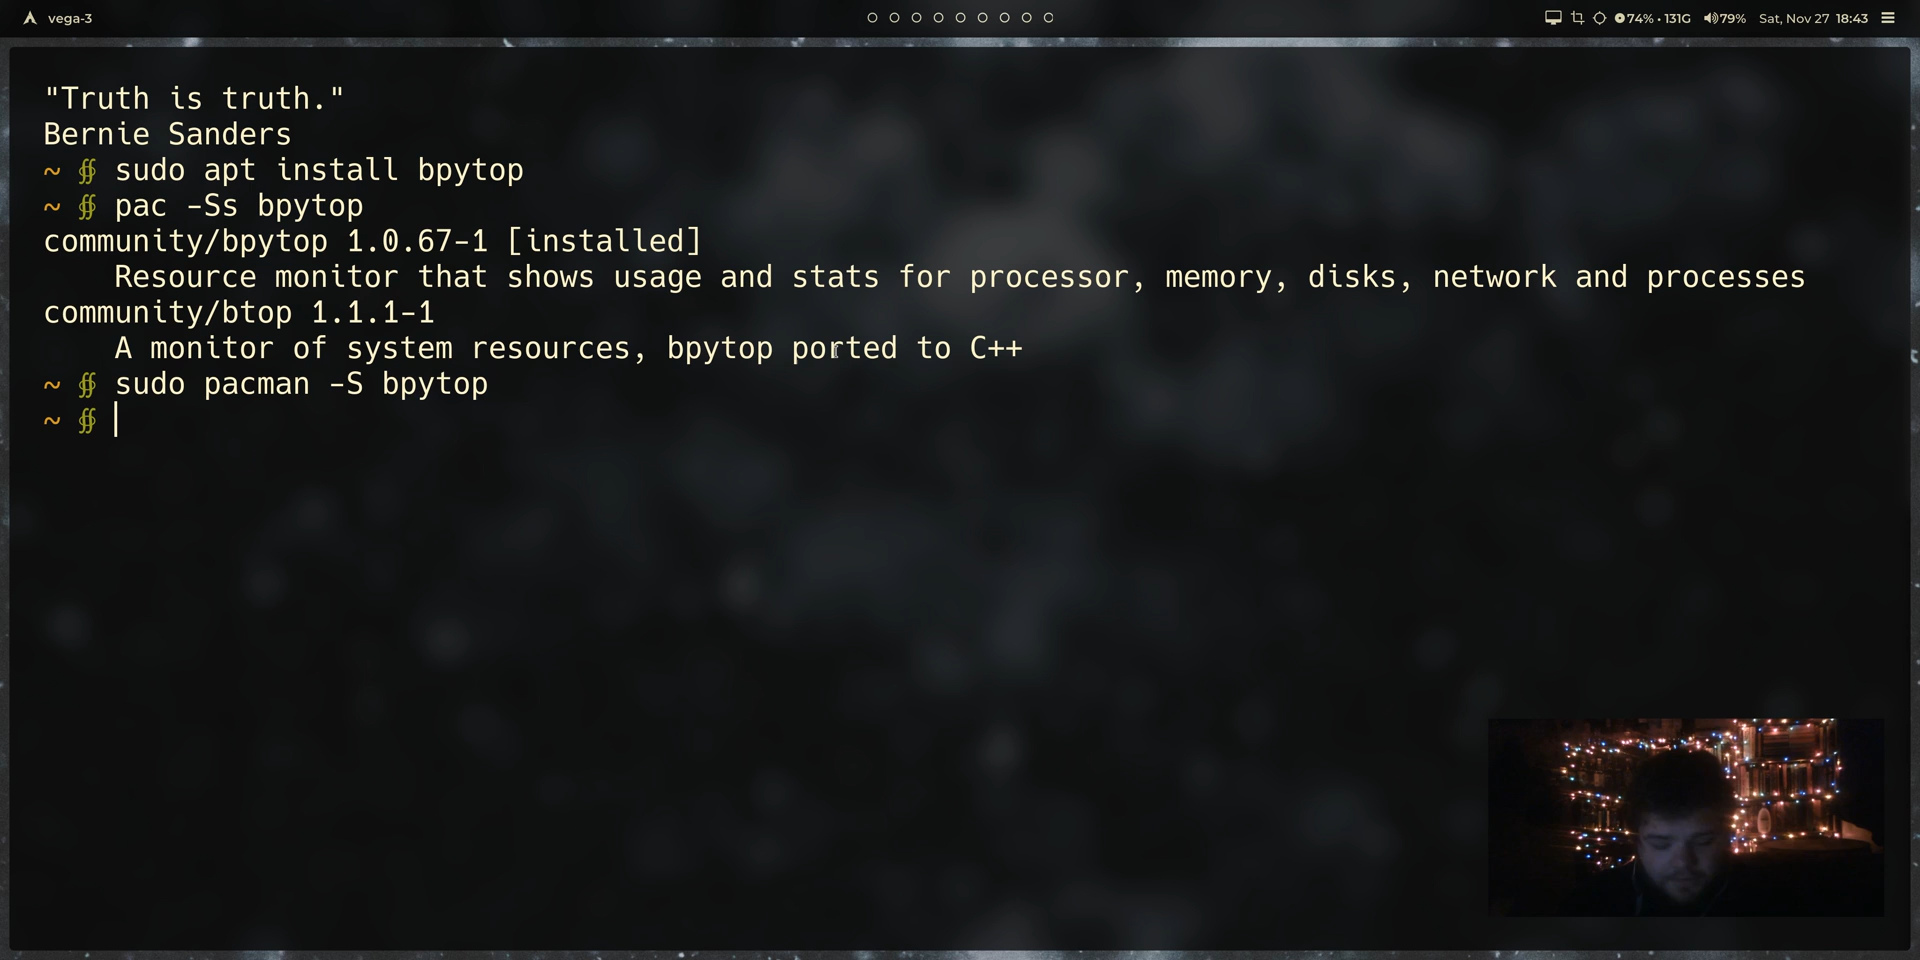 vega-3
74% • 131G 79% Sat, Nov 27 18:43
"Truth is truth."
Bernie Sanders
~ ∯ sudo apt install bpytop
~ ∯ pac -Ss bpytop
community/bpytop 1.0.67-1 [installed]
Resource monitor that shows usage and stats for processor, memory, disks, network and processes
community/btop 1.1.1-1
A monitor of system resources, bpytop ported to C++
~ ∯ sudo pacman -S bpytop
~ ∯